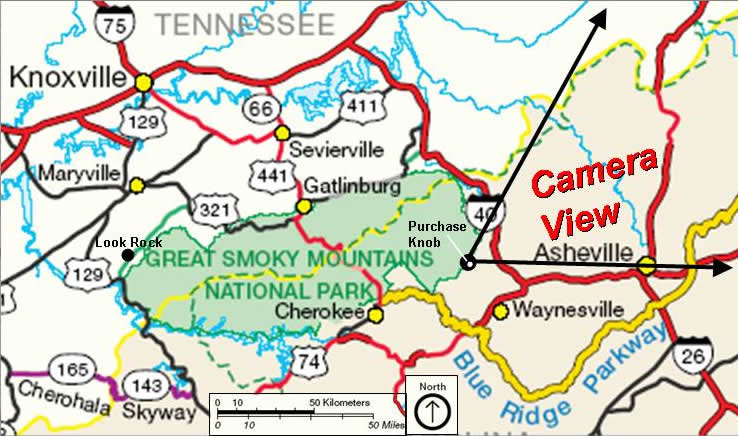 75
TENNESSEE
Knoxville
66
411
129
Sevierville
441
Maryville
Gatlinburg
321
40
Camera
View
Purchase
Knob
Look Rock
GREAT SMOKY MOUNTAINS
NATIONAL PARK
Asheville
129
Cherokee
Waynesville
74
26
165
143
Cherohala Skyway
Blue Ridge Parkway
North
0 50 Kilometers
0 10 50 Miles